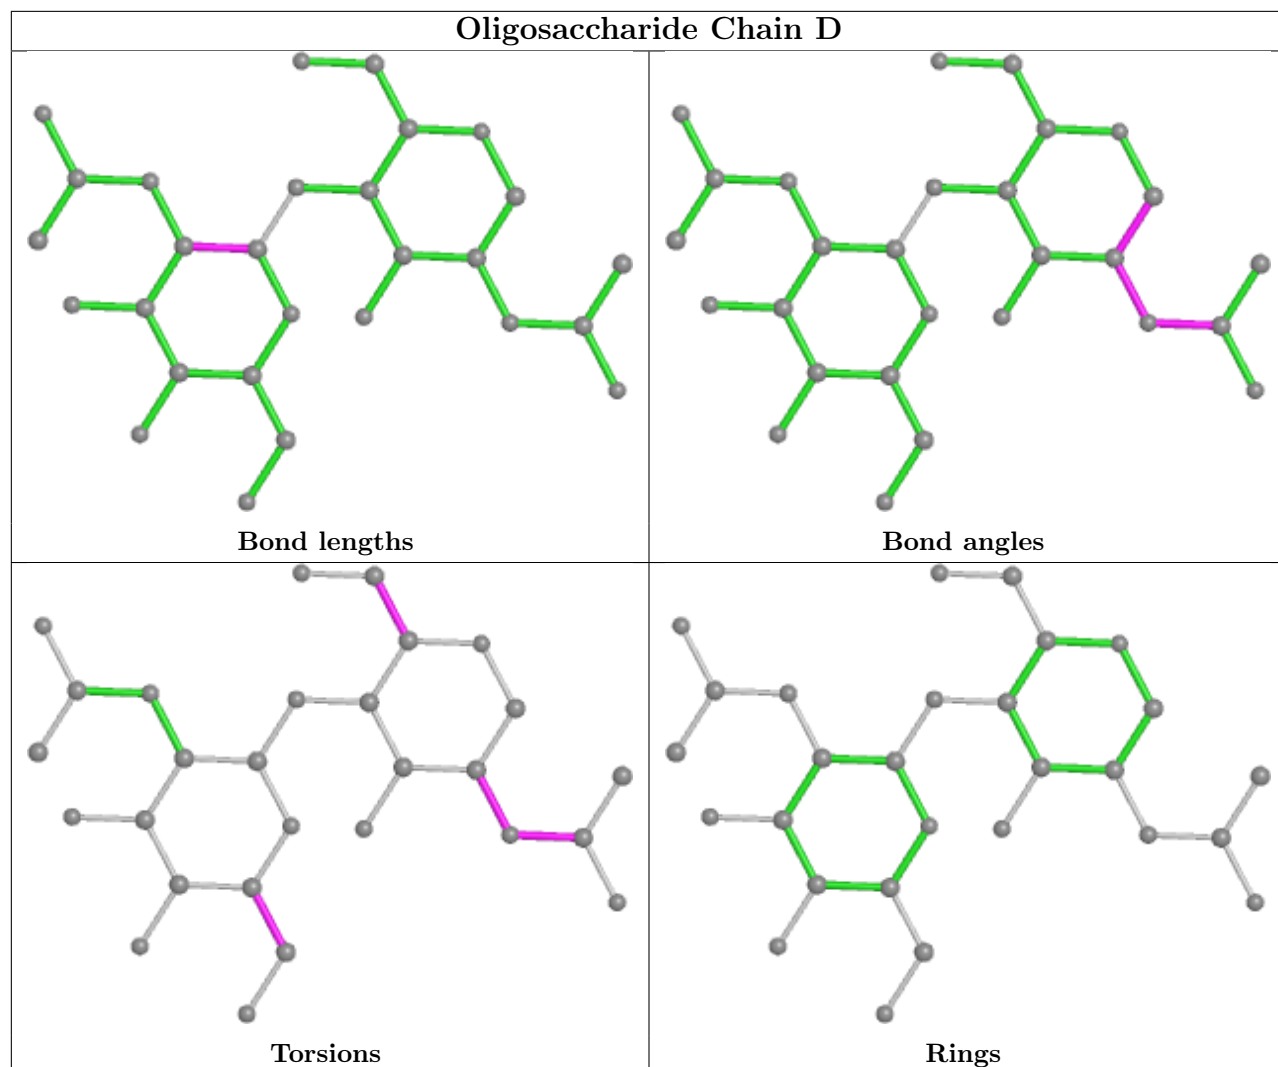 Oligosaccharide Chain D
Bond lengths
Bond angles
Torsions
Rings